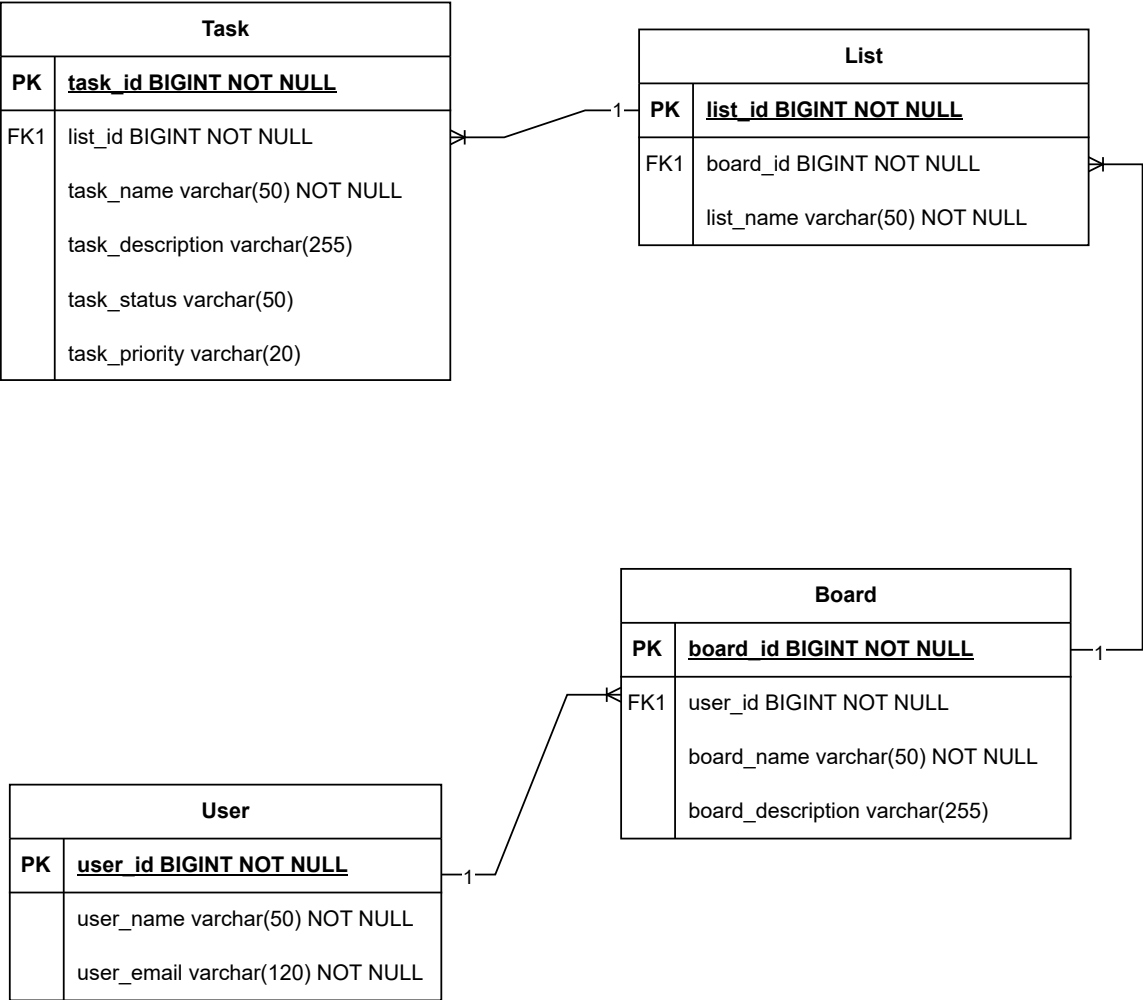 Task
PK task_id BIGINT NOT NULL
FK1 list_id BIGINT NOT NULL
task_name varchar(50) NOT NULL
task_description varchar(255)
task_status varchar(50)
task_priority varchar(20)
1
List
PK list_id BIGINT NOT NULL
FK1 board_id BIGINT NOT NULL
list_name varchar(50) NOT NULL
Board
PK board_id BIGINT NOT NULL
1
FK1 user_id BIGINT NOT NULL
board_name varchar(50) NOT NULL
board_description varchar(255)
User
PK user_id BIGINT NOT NULL
1
user_name varchar(50) NOT NULL
user_email varchar(120) NOT NULL